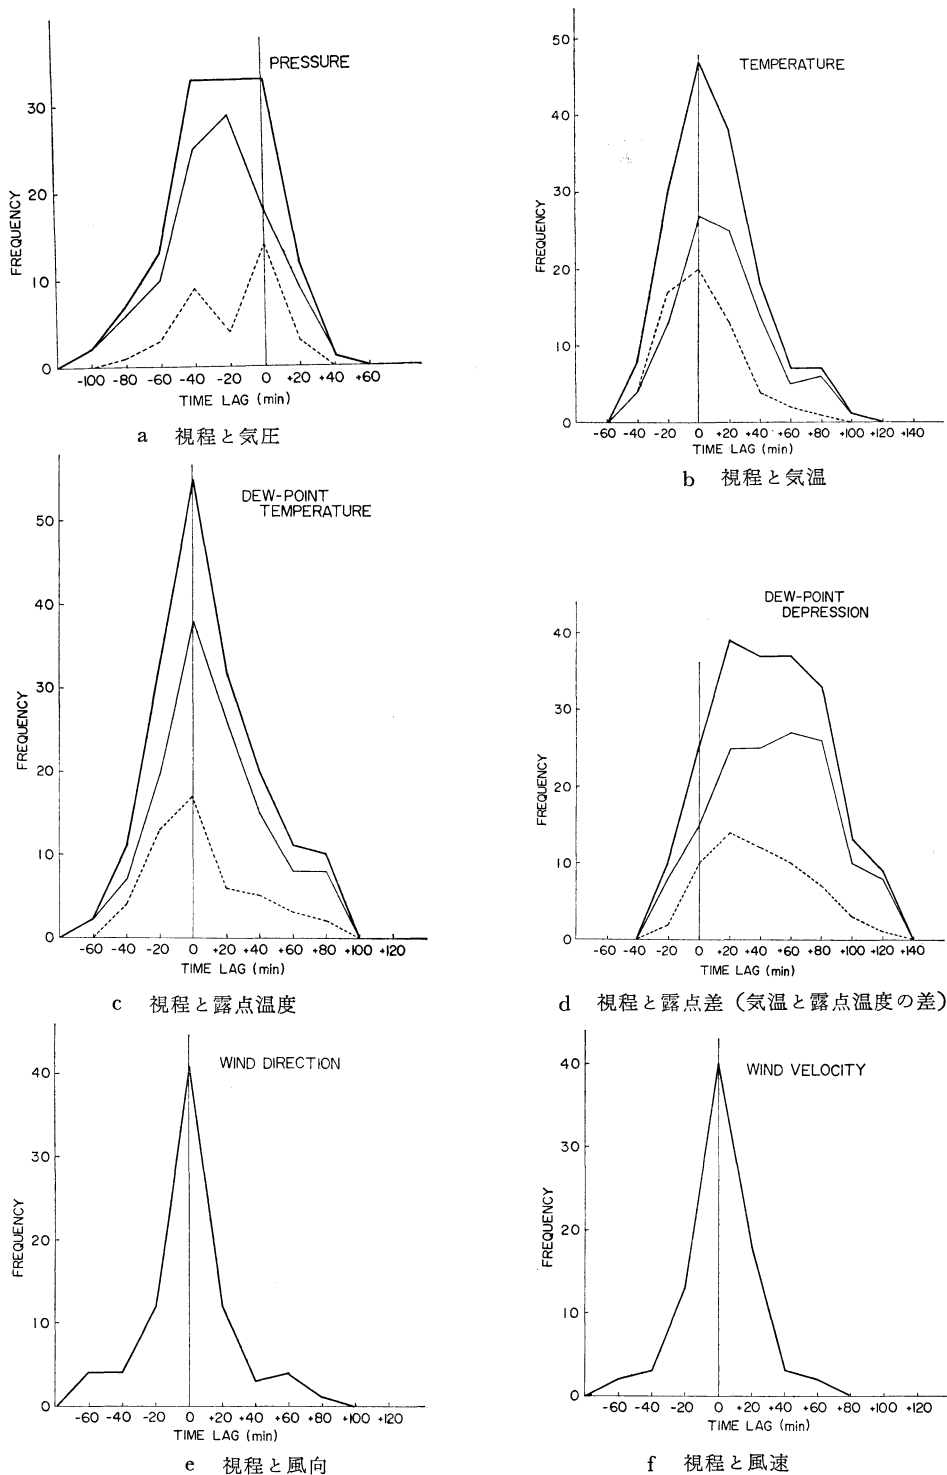 PRESSURE
30
20
10
0
FREQUENCY
-100 -80 -60 -40 -20 0 +20 +40 +60
TIME LAG (min)
a 視程と気圧
TEMPERATURE
50
40
30
20
10
0
FREQUENCY
-60 -40 -20 0 +20 +40 +60 +80 +100 +120 +140
TIME LAG (min)
b 視程と気温
DEW-POINT
TEMPERATURE
50
40
30
20
10
0
FREQUENCY
-60 -40 -20 0 +20 +40 +60 +80 +100 +120
TIME LAG (min)
c 視程と露点温度
DEW-POINT
DEPRESSION
40
30
20
10
0
FREQUENCY
-60 -40 -20 0 +20 +40 +60 +80 +100 +120 +140
TIME LAG (min)
d 視程と露点差(気温と露点温度の差)
WIND DIRECTION
40
30
20
10
0
FREQUENCY
-60 -40 -20 0 +20 +40 +60 +80 +100 +120
TIME LAG (min)
e 視程と風向
WIND VELOCITY
40
30
20
10
0
FREQUENCY
-60 -40 -20 0 +20 +40 +60 +80 +100 +120
TIME LAG (min)
f 視程と風速